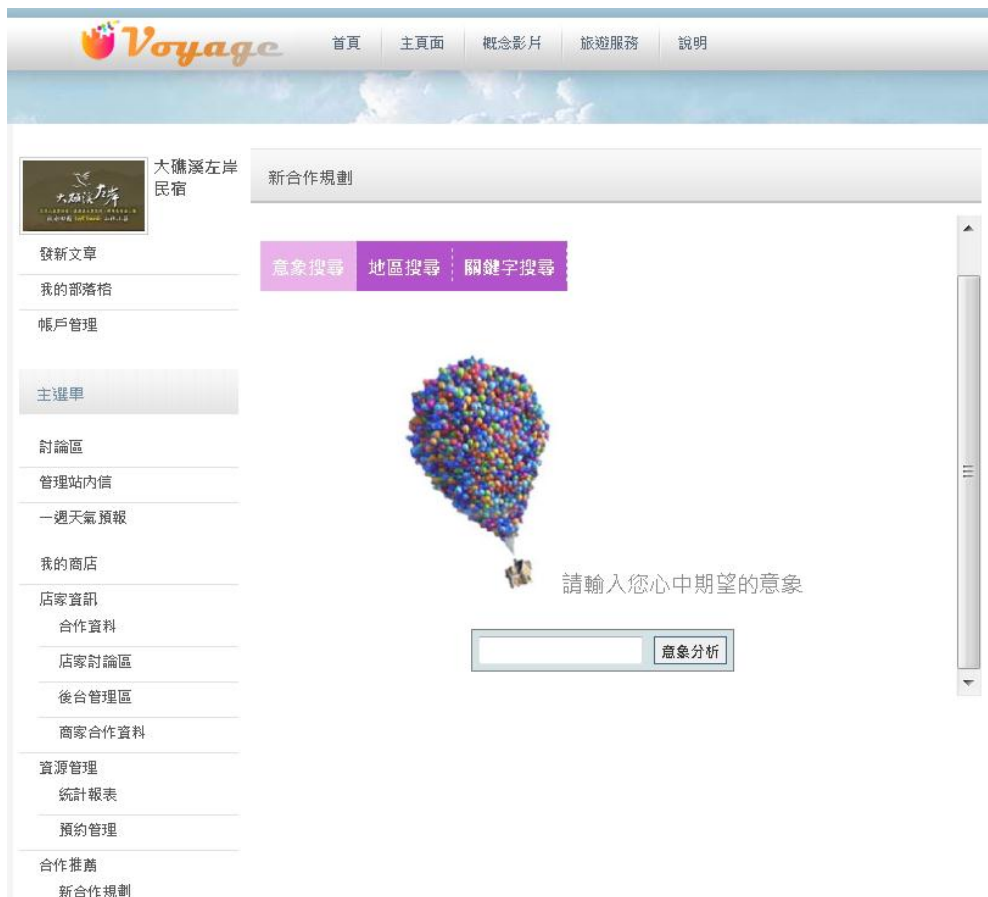 Voyage
首頁
主頁面
概念影片
旅遊服務
說明
大礁溪左岸
民宿
大礁溪左岸
發新文章
我的部落格
帳戶管理
主選單
討論區
管理站內信
一週天氣預報
我的商店
店家資訊
合作資料
店家討論區
後台管理區
商家合作資料
資源管理
統計報表
預約管理
合作推薦
新合作規劃
新合作規劃
意象搜尋
地區搜尋
關鍵字搜尋
請輸入您心中期望的意象
意象分析